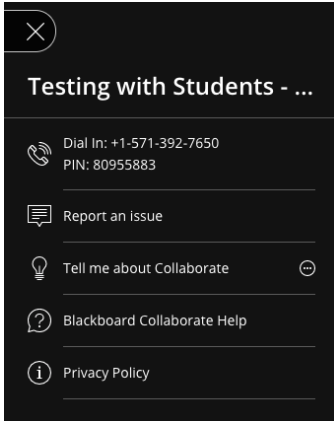 Testing with Students - ...
Dial In: +1-571-392-7650
PIN: 80955883
Report an issue
Tell me about Collaborate
Blackboard Collaborate Help
Privacy Policy